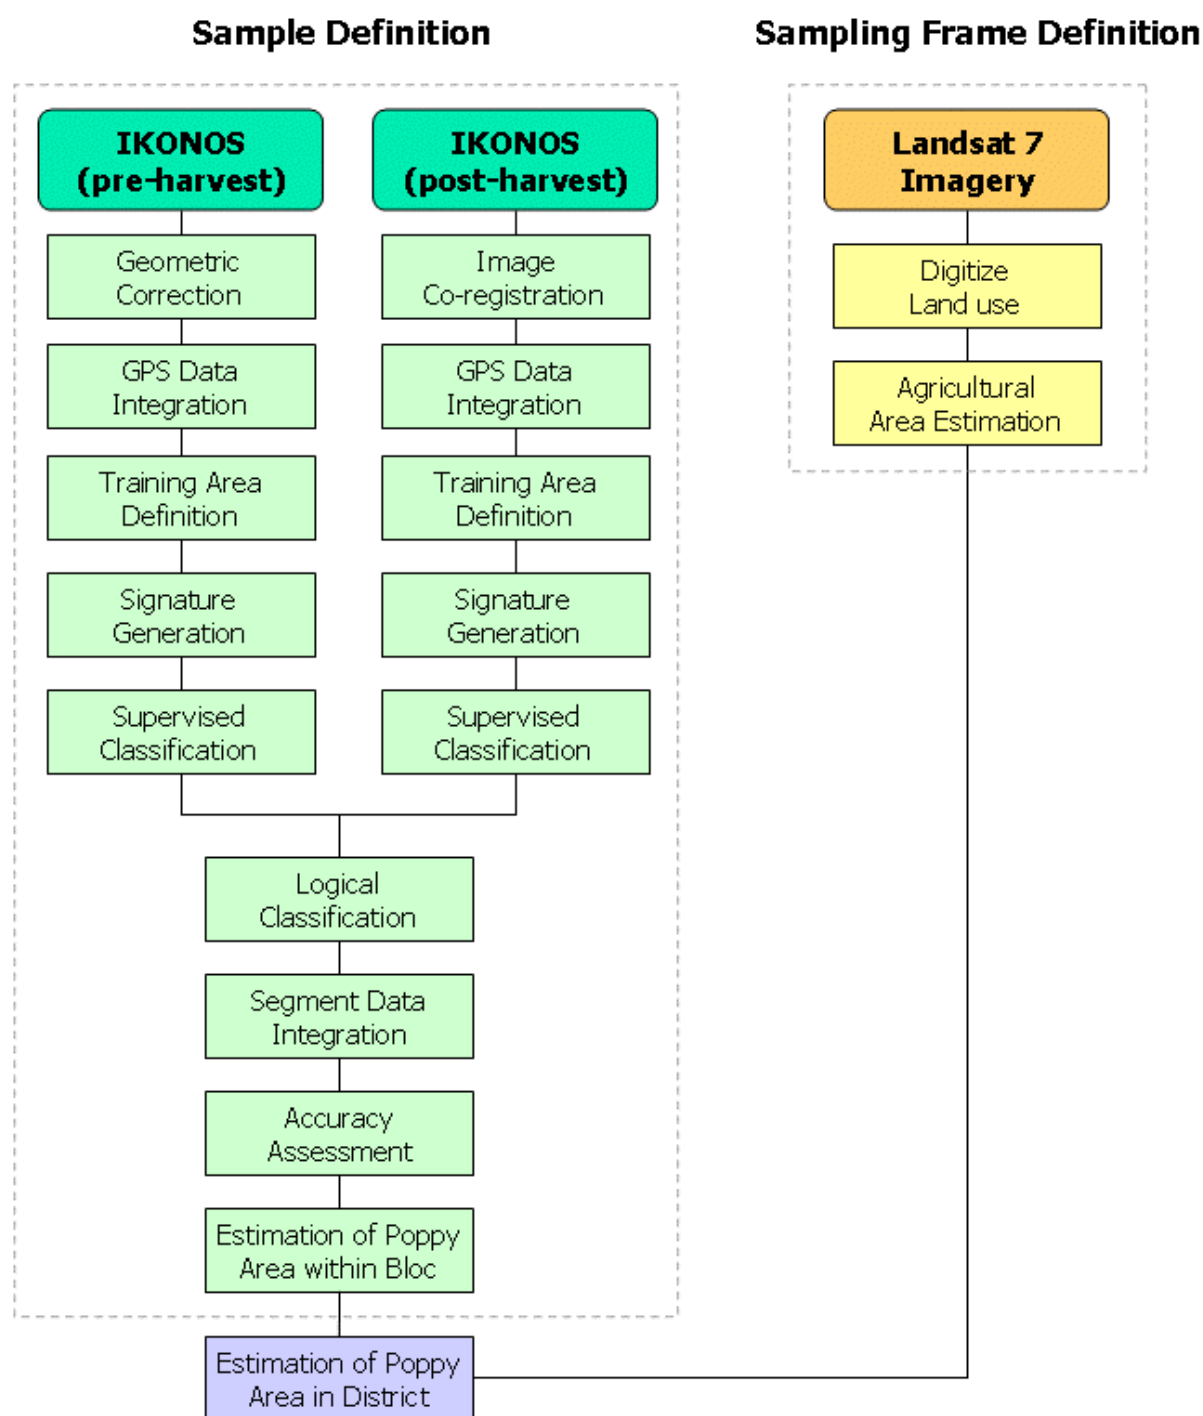 Sample Definition
Sampling Frame Definition
IKONOS
(pre-harvest)
IKONOS
(post-harvest)
Landsat 7
Imagery
Geometric
Correction
Image
Co-registration
Digitize
Land use
GPS Data
Integration
GPS Data
Integration
Agricultural
Area Estimation
Training Area
Definition
Training Area
Definition
Signature
Generation
Signature
Generation
Supervised
Classification
Supervised
Classification
Logical
Classification
Segment Data
Integration
Accuracy
Assessment
Estimation of Poppy
Area within Bloc
Estimation of Poppy
Area in District